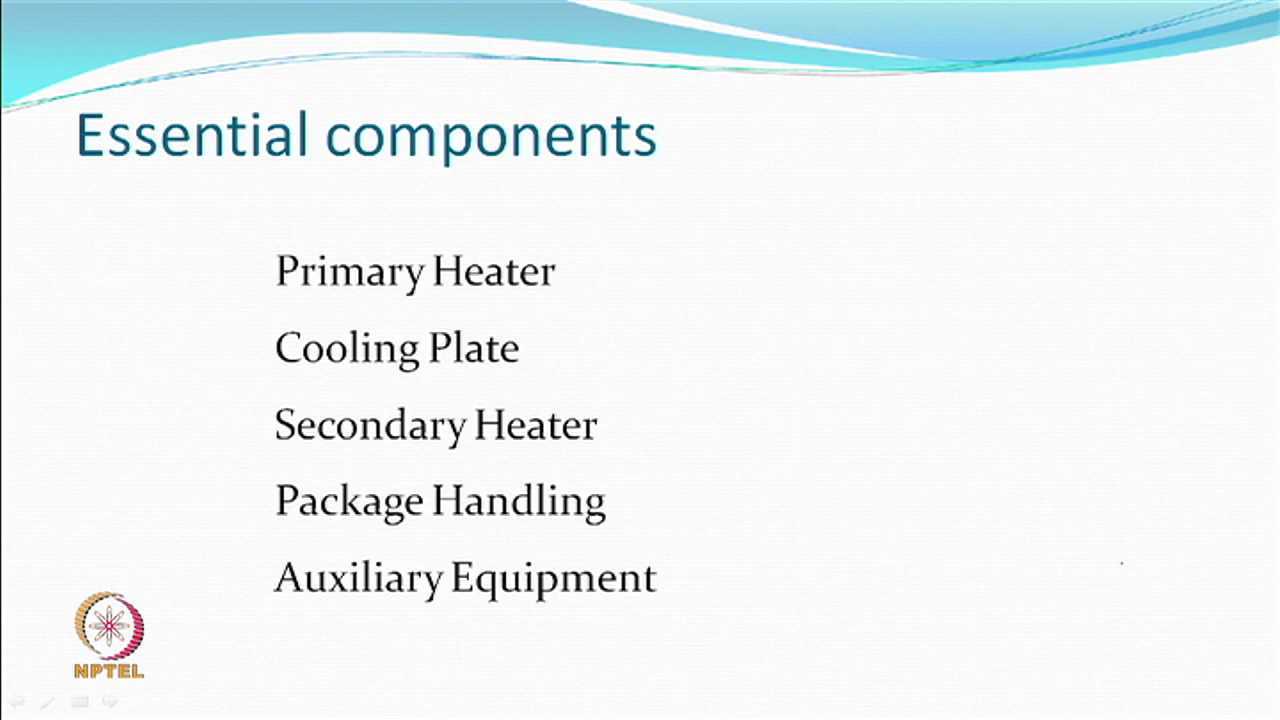 Essential components
Primary Heater
Cooling Plate
Secondary Heater
Package Handling
Auxiliary Equipment
NPTEL